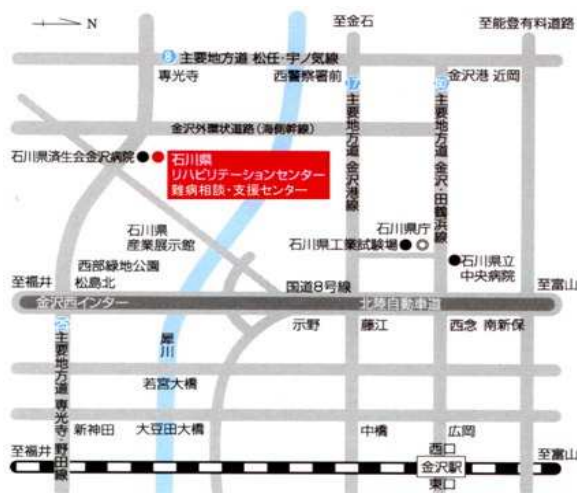 N
至金石
至能登有料道路
8 主要地方道 松任・宇ノ気線
専光寺
西警察署前
金沢港 近岡
17 主要地方道 金沢港線
主要地方道 金沢・田鶴浜線
金沢外環状道路(海側幹線)
石川県済生会金沢病院
石川県
リハビリテーションセンター
難病相談・支援センター
石川県
産業展示館
石川県庁
石川県工業試験場
石川県立
中央病院
西部緑地公園
至福井
松島北
国道8号線
至富山
金沢西インター
北陸自動車道
25 主要地方道 専光寺・野田線
犀川
示野
藤江
西念 南新保
若宮大橋
新神田
大豆田大橋
中橋
広岡
至福井
西口
至富山
金沢駅
東口